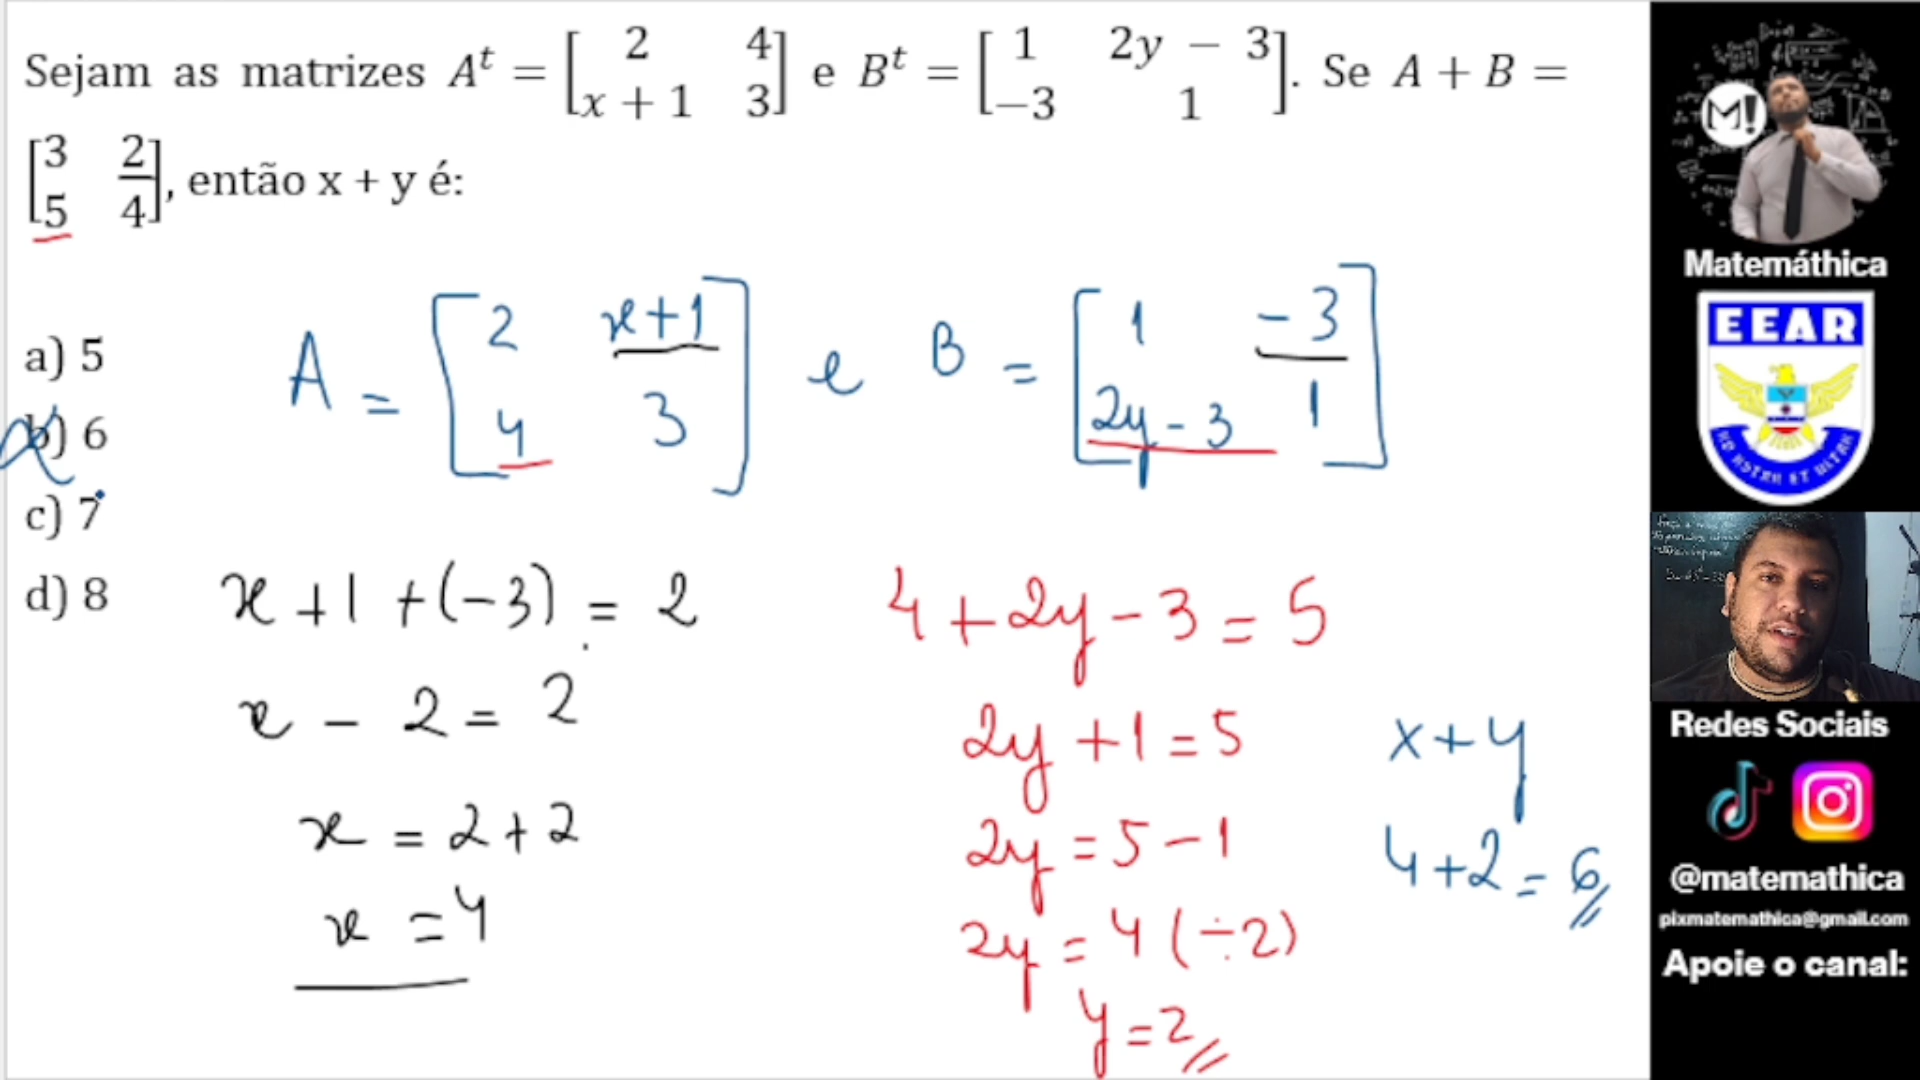 Sejam as matrizes Aᵗ = [2 4; x + 1 3] e Bᵗ = [1 2y − 3; −3 1]. Se A + B =
[3 2; 5 4], então x + y é:
a) 5
b) 6
c) 7
d) 8
A = [2 x+1; 4 3] e B = [1 -3; 2y-3 1]
x + 1 + (-3) = 2
x - 2 = 2
x = 2 + 2
x = 4
4 + 2y - 3 = 5
2y + 1 = 5
2y = 5 - 1
2y = 4 (÷2)
y = 2
x + y
4 + 2 = 6
M!
Matemáthica
EEAR
Redes Sociais
@matemathica
pixmatemathica@gmail.com
Apoie o canal: